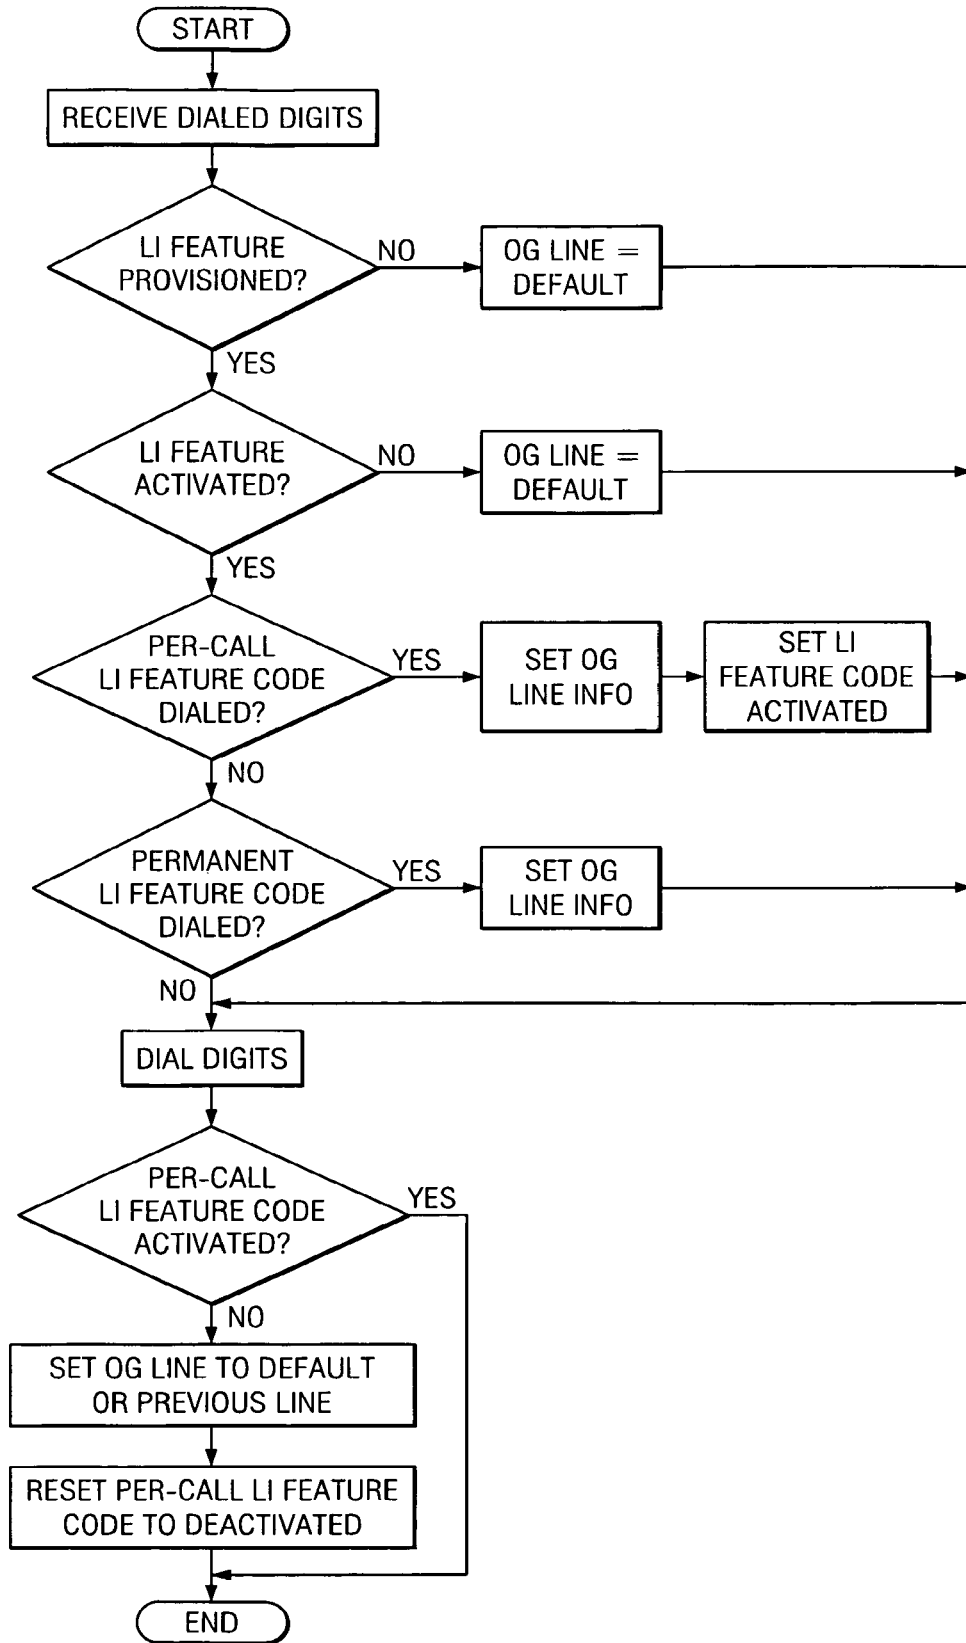 START
RECEIVE DIALED DIGITS
LI FEATURE
PROVISIONED?
NO
OG LINE =
DEFAULT
YES
LI FEATURE
ACTIVATED?
NO
OG LINE =
DEFAULT
YES
PER-CALL
LI FEATURE CODE
DIALED?
YES
SET OG
LINE INFO
SET LI
FEATURE CODE
ACTIVATED
NO
PERMANENT
LI FEATURE CODE
DIALED?
YES
SET OG
LINE INFO
NO
DIAL DIGITS
PER-CALL
LI FEATURE CODE
ACTIVATED?
YES
NO
SET OG LINE TO DEFAULT
OR PREVIOUS LINE
RESET PER-CALL LI FEATURE
CODE TO DEACTIVATED
END